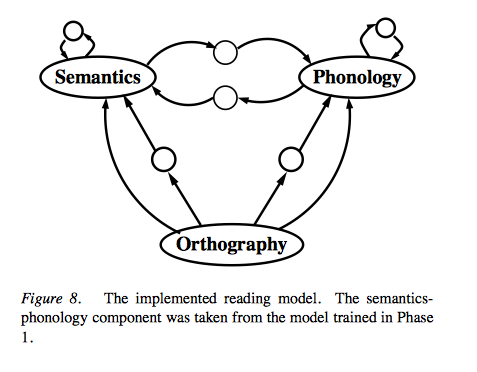 Semantics
Phonology
Orthography
Figure 8. The implemented reading model. The semantics-
phonology component was taken from the model trained in Phase
1.